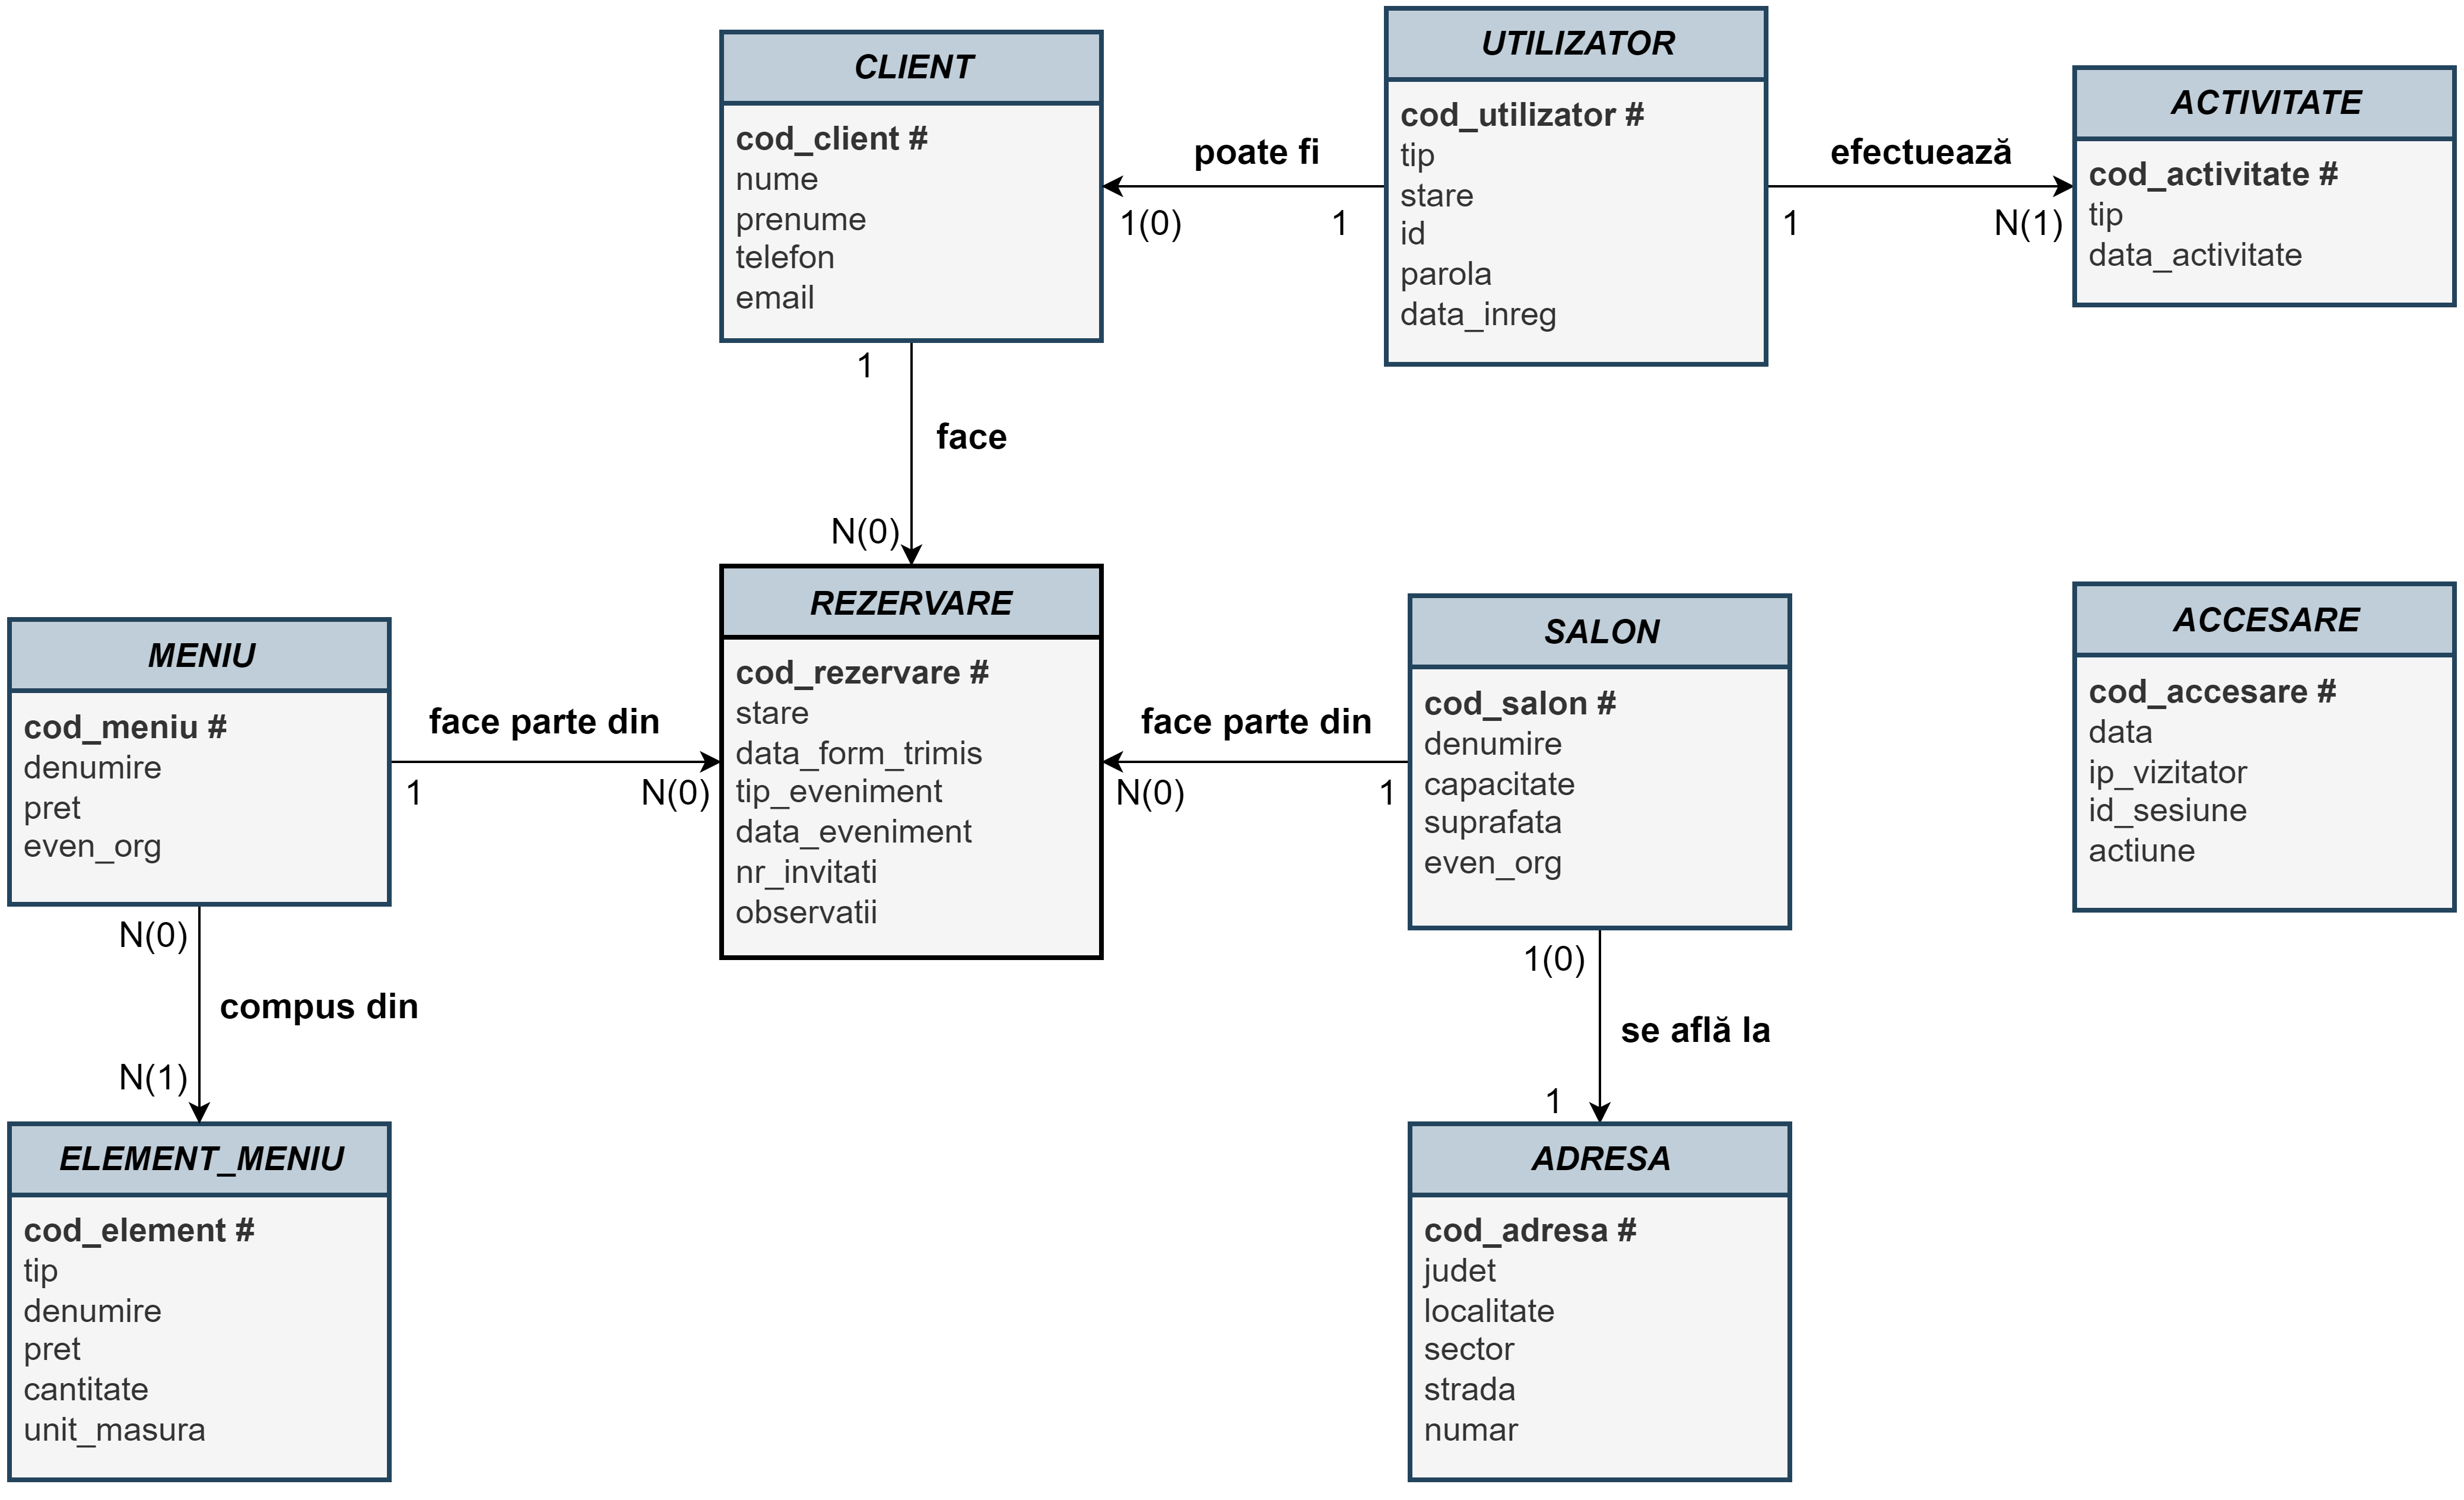 CLIENT
cod_client #
nume
prenume
telefon
email
poate fi
1(0)
1
UTILIZATOR
cod_utilizator #
tip
stare
id
parola
data_inreg
efectuează
1
N(1)
ACTIVITATE
cod_activitate #
tip
data_activitate
1
face
N(0)
MENIU
cod_meniu #
denumire
pret
even_org
face parte din
1
N(0)
REZERVARE
cod_rezervare #
stare
data_form_trimis
tip_eveniment
data_eveniment
nr_invitati
observatii
face parte din
N(0)
1
SALON
cod_salon #
denumire
capacitate
suprafata
even_org
ACCESARE
cod_accesare #
data
ip_vizitator
id_sesiune
actiune
N(0)
compus din
N(1)
1(0)
se află la
1
ELEMENT_MENIU
cod_element #
tip
denumire
pret
cantitate
unit_masura
ADRESA
cod_adresa #
judet
localitate
sector
strada
numar